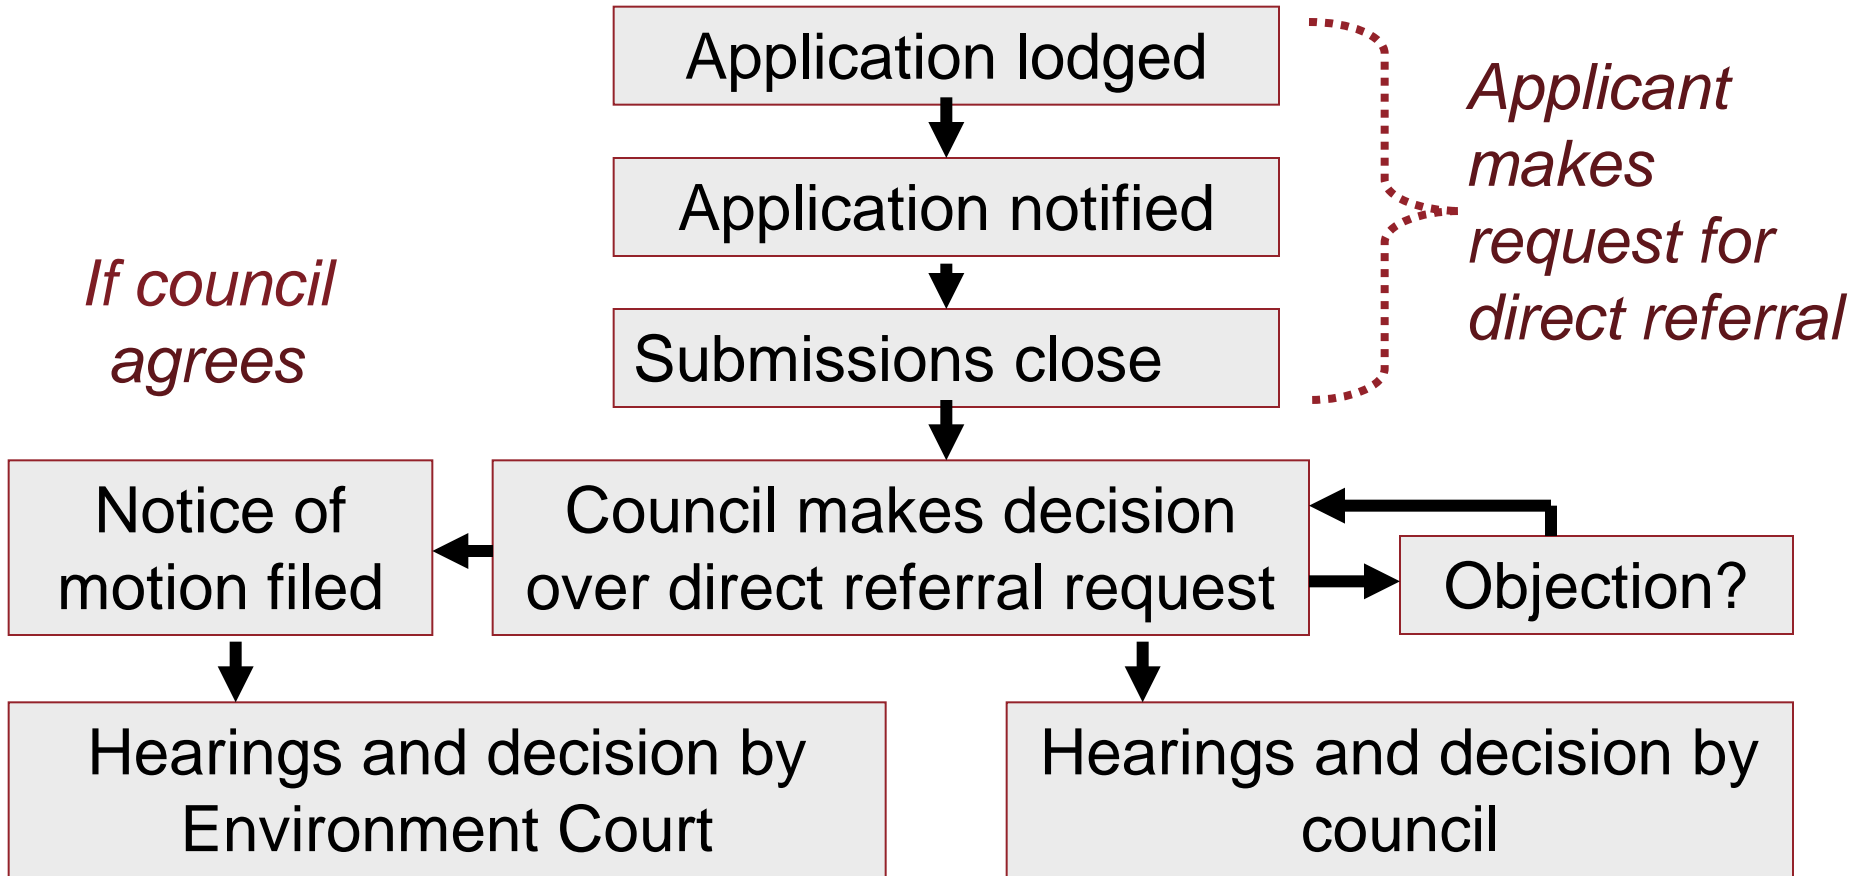 Application lodged
Applicant
makes
request for
direct referral
Application notified
If council
agrees
Submissions close
Notice of
motion filed
Council makes decision
over direct referral request
Objection?
Hearings and decision by
Environment Court
Hearings and decision by
council